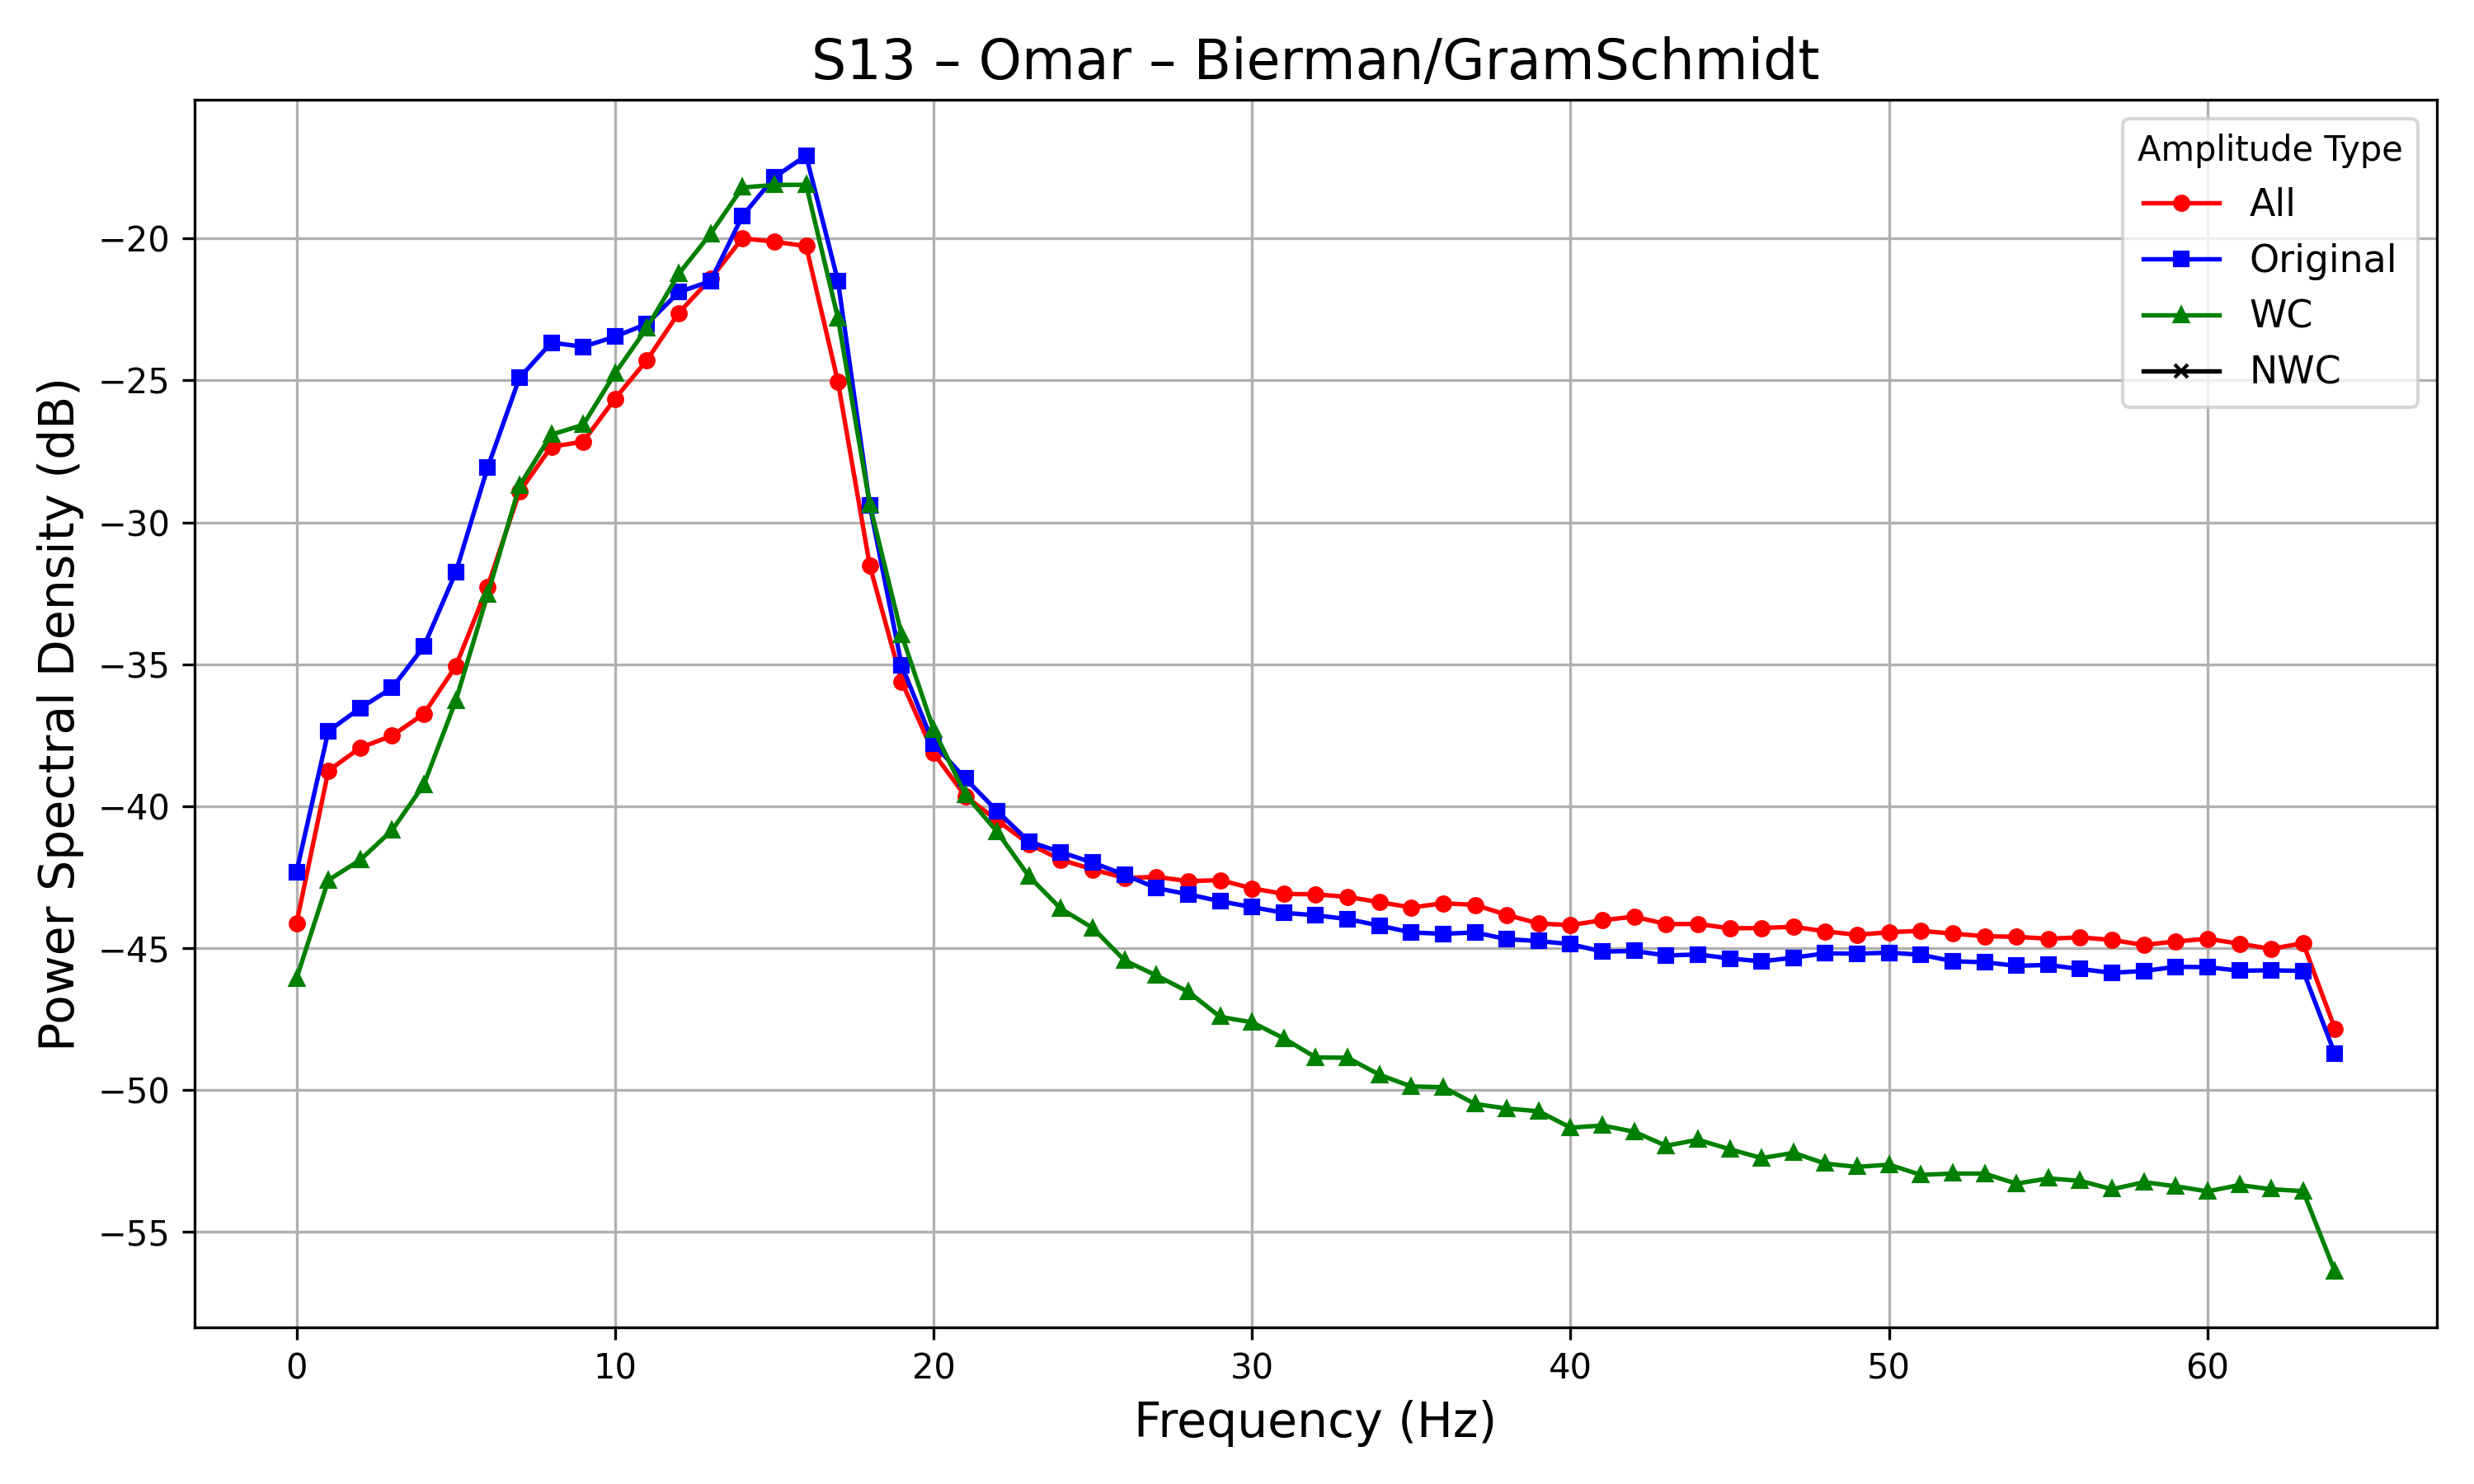 S13 – Omar – Bierman/GramSchmidt
Amplitude Type
All
Original
WC
NWC
Power Spectral Density (dB)
−20
−25
−30
−35
−40
−45
−50
−55
0 10 20 30 40 50 60
Frequency (Hz)